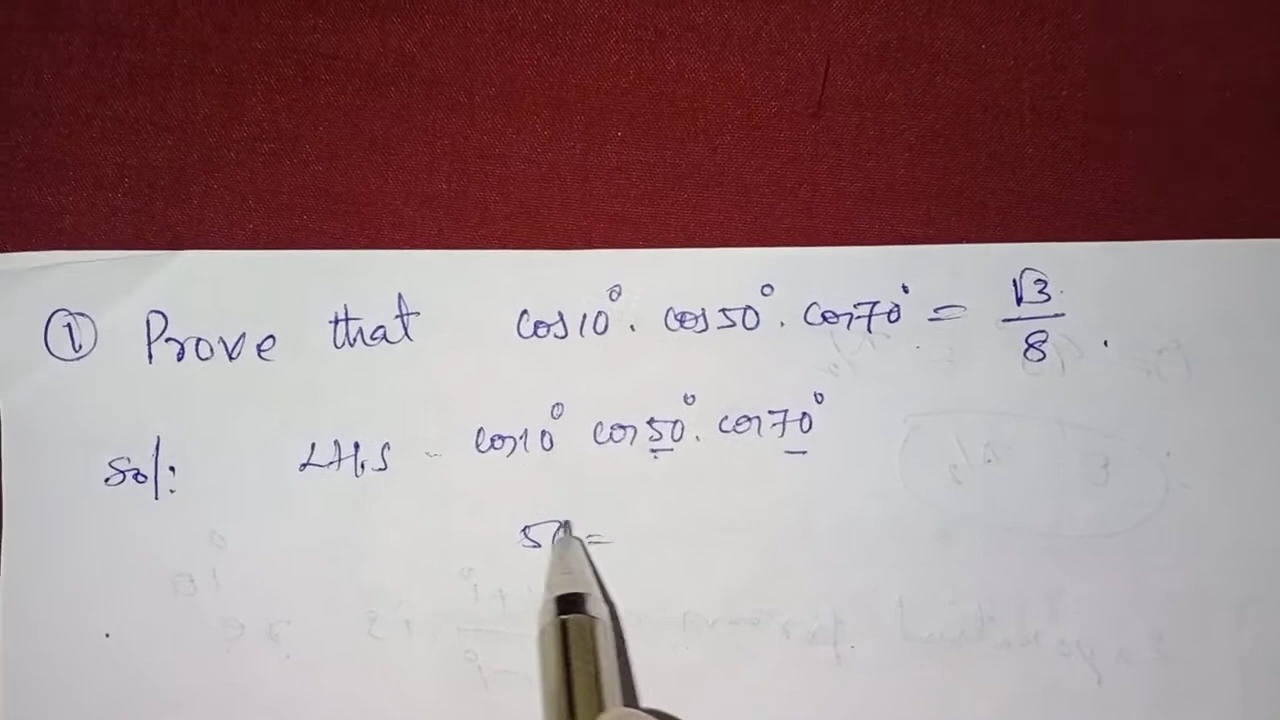 ① Prove that cos10°. cos50°. cos70° = √3/8 .
Sol: LHS - cos10° cos50°. cos70°
50 =